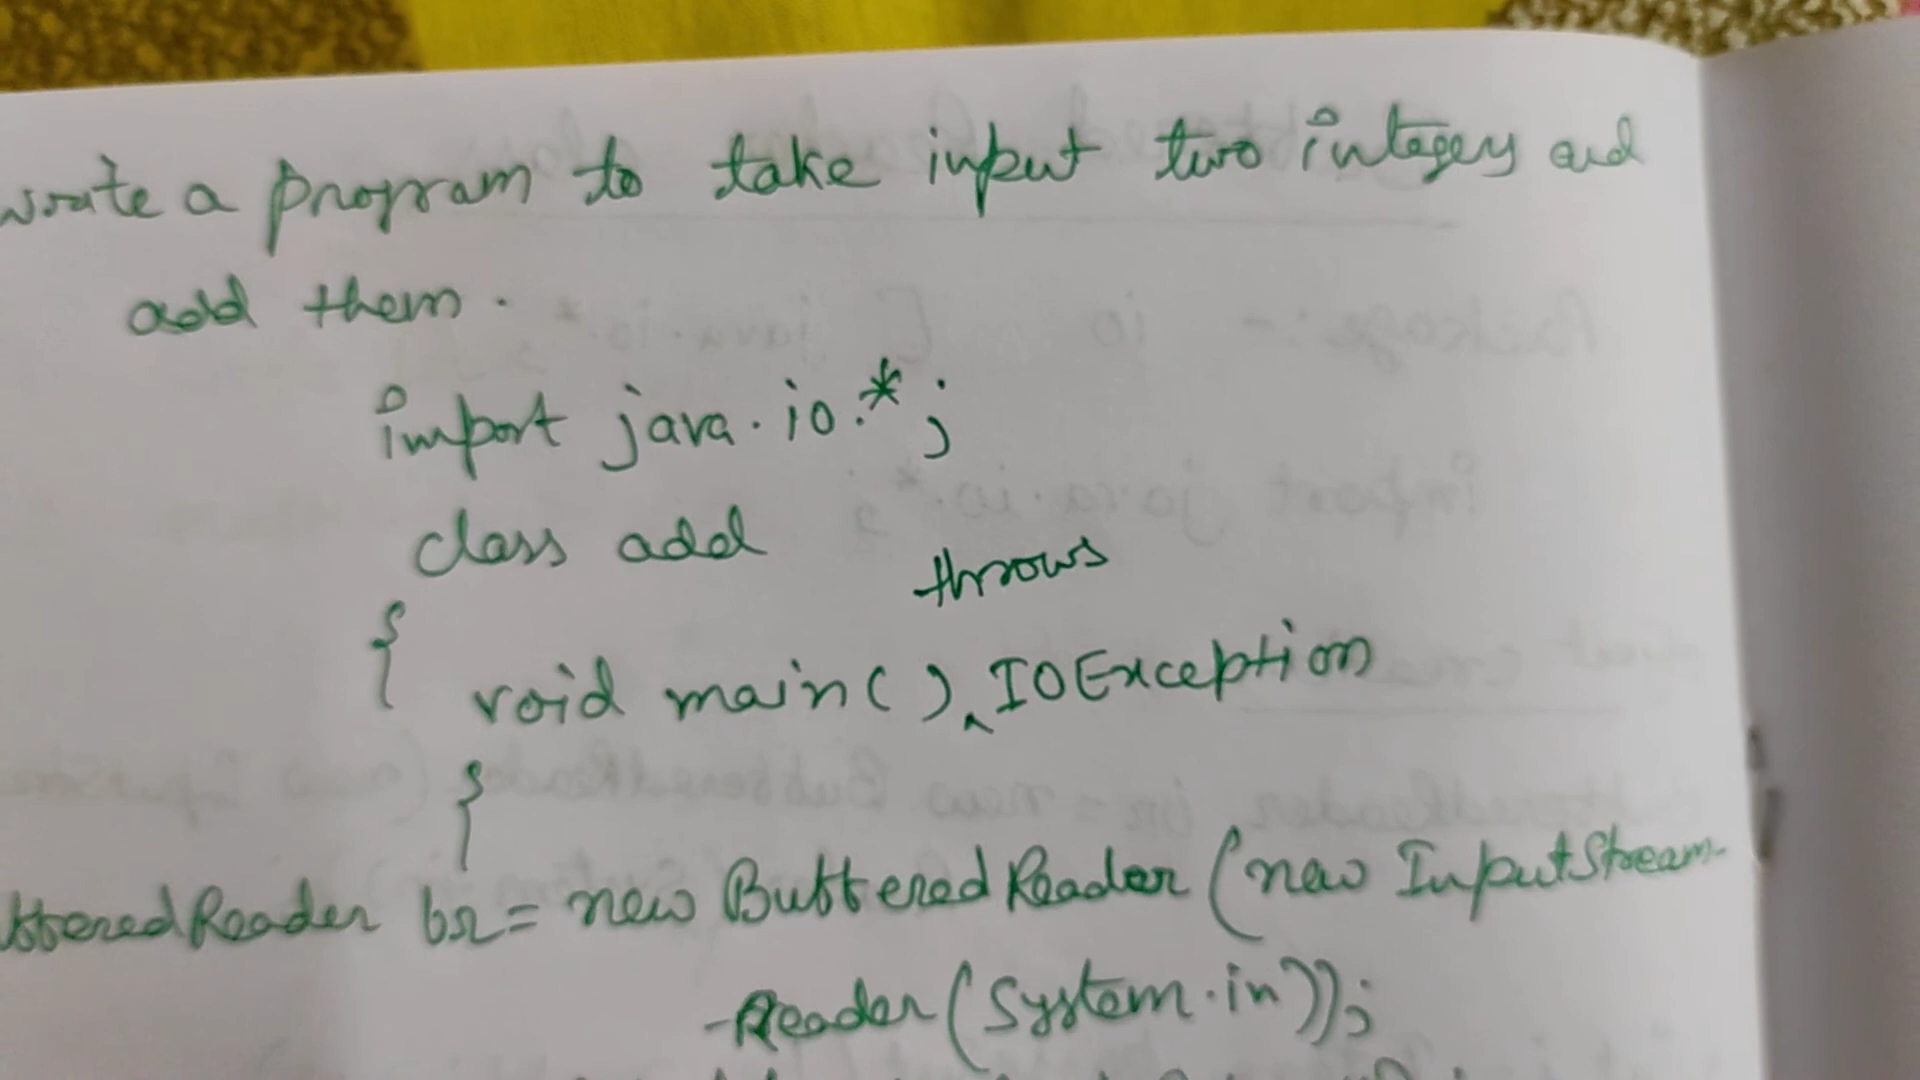 write a program to take input two integers and
add them.
import java.io.*;
class add
throws
{ void main() ‸ IOException
{
BufferedReader br = new BufferedReader (new InputStream-
-Reader (System.in));